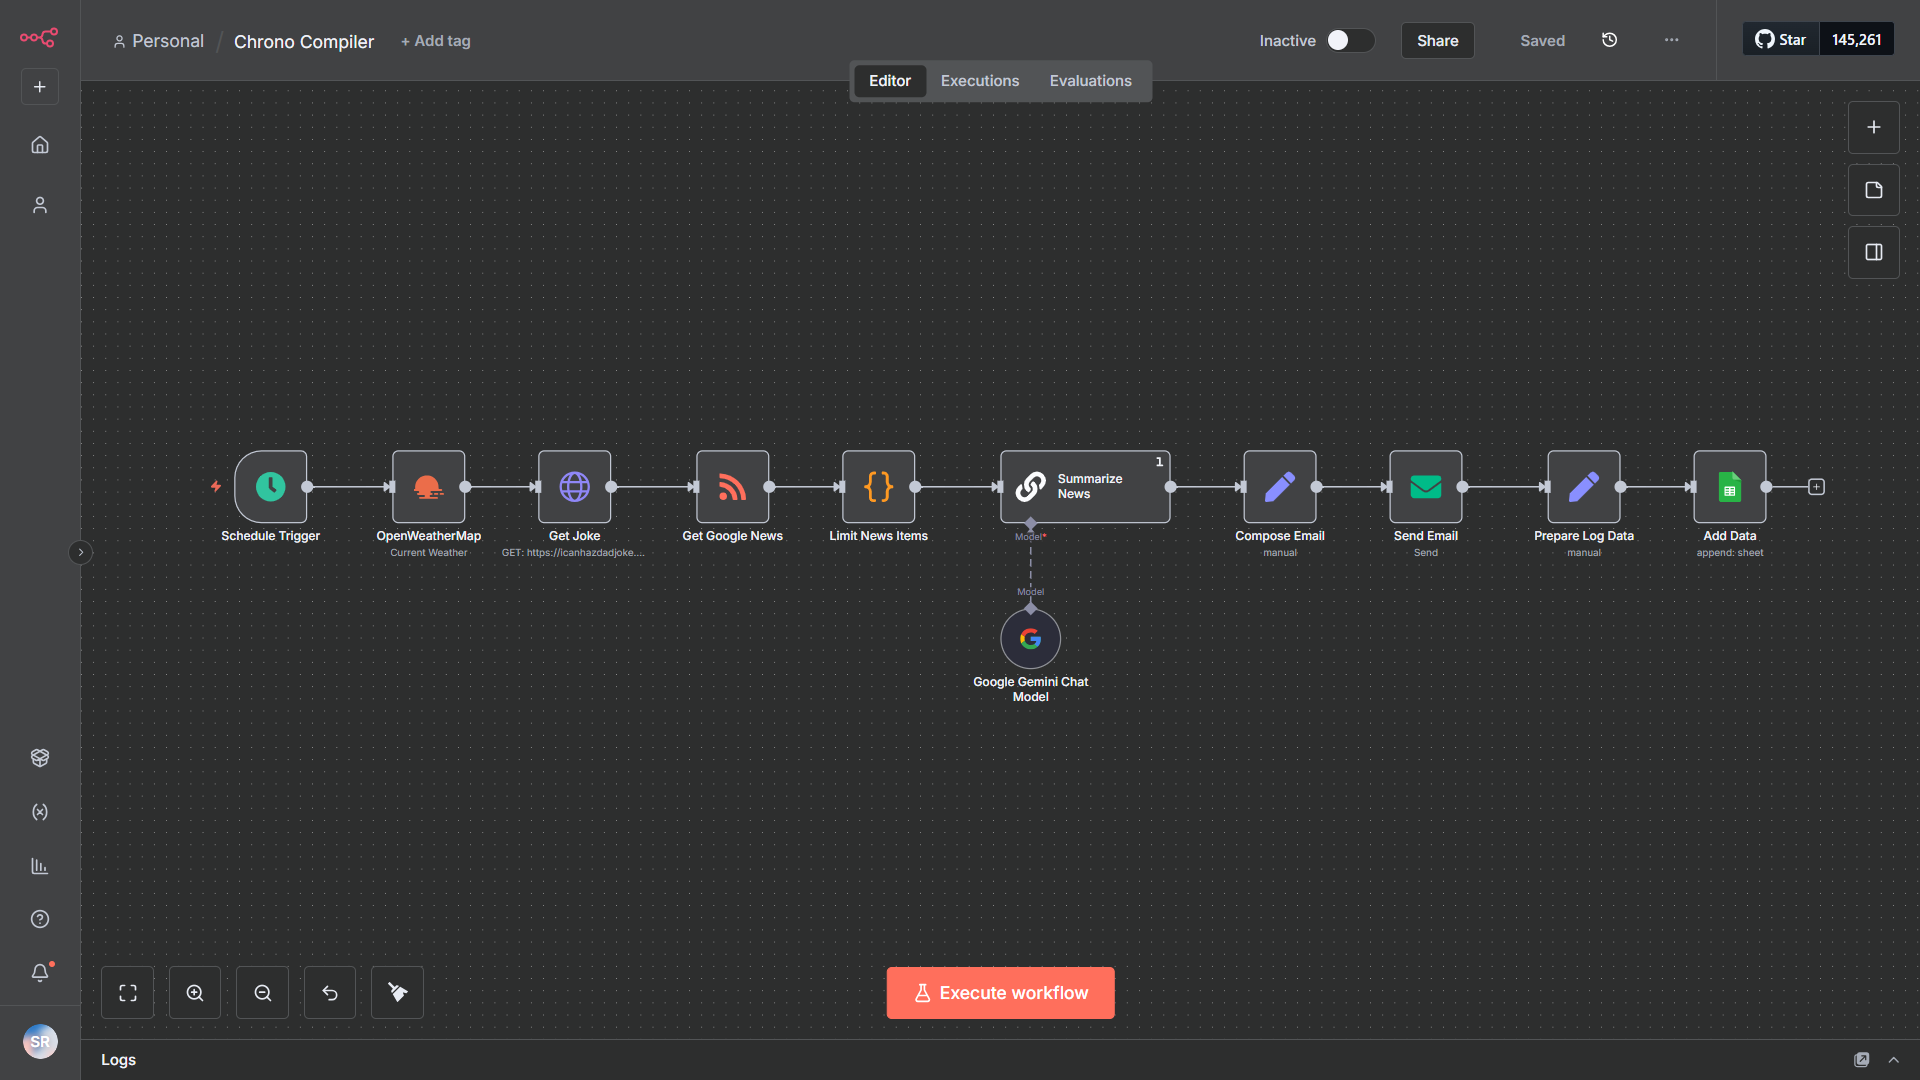 Personal / Chrono Compiler + Add tag
Inactive
Share
Saved
Star 145,261
Editor Executions Evaluations
1
Summarize
News
Schedule Trigger
OpenWeatherMap
Current Weather
Get Joke
GET: https://icanhazdadjoke....
Get Google News
Limit News Items
Model*
Compose Email
manual
Send Email
Send
Prepare Log Data
manual
Add Data
append: sheet
Model
Google Gemini Chat
Model
Execute workflow
SR
Logs